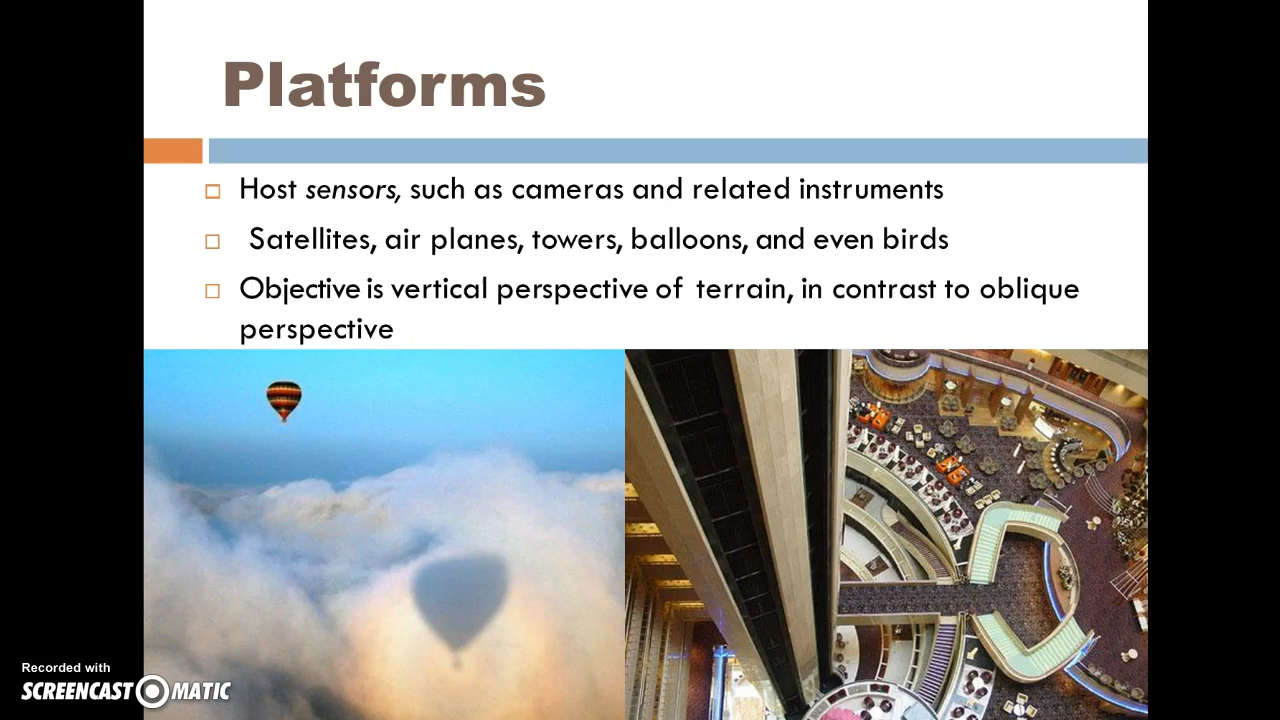 Platforms
Host sensors, such as cameras and related instruments
Satellites, air planes, towers, balloons, and even birds
Objective is vertical perspective of terrain, in contrast to oblique
perspective
Recorded with
SCREENCAST MATIC